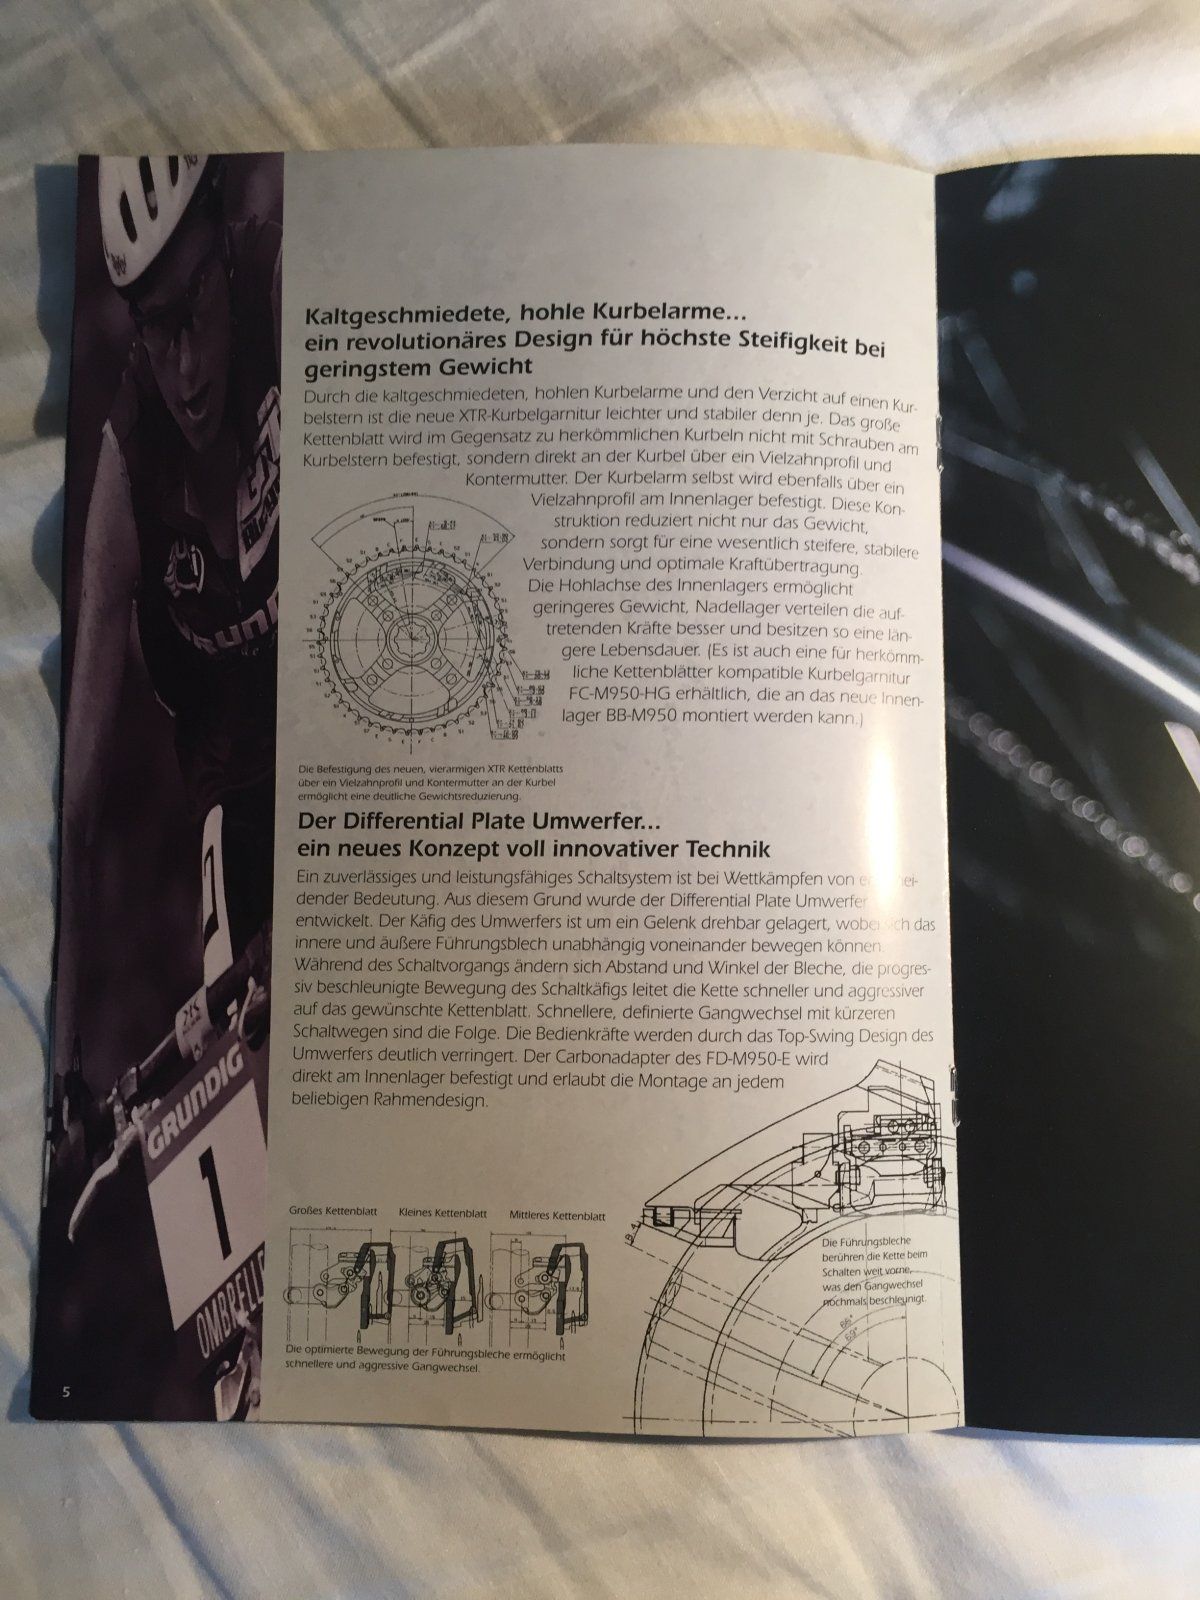 Kaltgeschmiedete, hohle Kurbelarme...
ein revolutionäres Design für höchste Steifigkeit bei
geringstem Gewicht
Durch die kaltgeschmiedeten, hohlen Kurbelarme und den Verzicht auf einen Kur-
belstern ist die neue XTR-Kurbelgarnitur leichter und stabiler denn je. Das große
Kettenblatt wird im Gegensatz zu herkömmlichen Kurbeln nicht mit Schrauben am
Kurbelstern befestigt, sondern direkt an der Kurbel über ein Vielzahnprofil und
Kontermutter. Der Kurbelarm selbst wird ebenfalls über ein
Vielzahnprofil am Innenlager befestigt. Diese Kon-
struktion reduziert nicht nur das Gewicht,
sondern sorgt für eine wesentlich steifere, stabilere
Verbindung und optimale Kraftübertragung.
Die Hohlachse des Innenlagers ermöglicht
geringeres Gewicht, Nadellager verteilen die auf-
tretenden Kräfte besser und besitzen so eine län-
gere Lebensdauer. (Es ist auch eine für herkömm-
liche Kettenblätter kompatible Kurbelgarnitur
FC-M950-HG erhältlich, die an das neue Innen-
lager BB-M950 montiert werden kann.)
Die Befestigung des neuen, vierarmigen XTR Kettenblatts
über ein Vielzahnprofil und Kontermutter an der Kurbel
ermöglicht eine deutliche Gewichtsreduzierung.
Der Differential Plate Umwerfer...
ein neues Konzept voll innovativer Technik
Ein zuverlässiges und leistungsfähiges Schaltsystem ist bei Wettkämpfen von
dender Bedeutung. Aus diesem Grund wurde der Differential Plate Umwerfer
entwickelt. Der Käfig des Umwerfers ist um ein Gelenk drehbar gelagert, wobei sich das
innere und äußere Führungsblech unabhängig voneinander bewegen können.
Während des Schaltvorgangs ändern sich Abstand und Winkel der Bleche, die progres-
siv beschleunigte Bewegung des Schaltkäfigs leitet die Kette schneller und aggressiver
auf das gewünschte Kettenblatt. Schnellere, definierte Gangwechsel mit kürzeren
Schaltwegen sind die Folge. Die Bedienkräfte werden durch das Top-Swing Design des
Umwerfers deutlich verringert. Der Carbonadapter des FD-M950-E wird
direkt am Innenlager befestigt und erlaubt die Montage an jedem
beliebigen Rahmendesign.
Großes Kettenblatt
Kleines Kettenblatt
Mittleres Kettenblatt
Die optimierte Bewegung der Führungsbleche ermöglicht
schnellere und aggressive Gangwechsel.
Die Führungsbleche
berühren die Kette beim
Schalten weit vorne,
was den Gangwechsel
nochmals beschleunigt.
66°
69°
GRUNDIG
1
OMBRELL
5